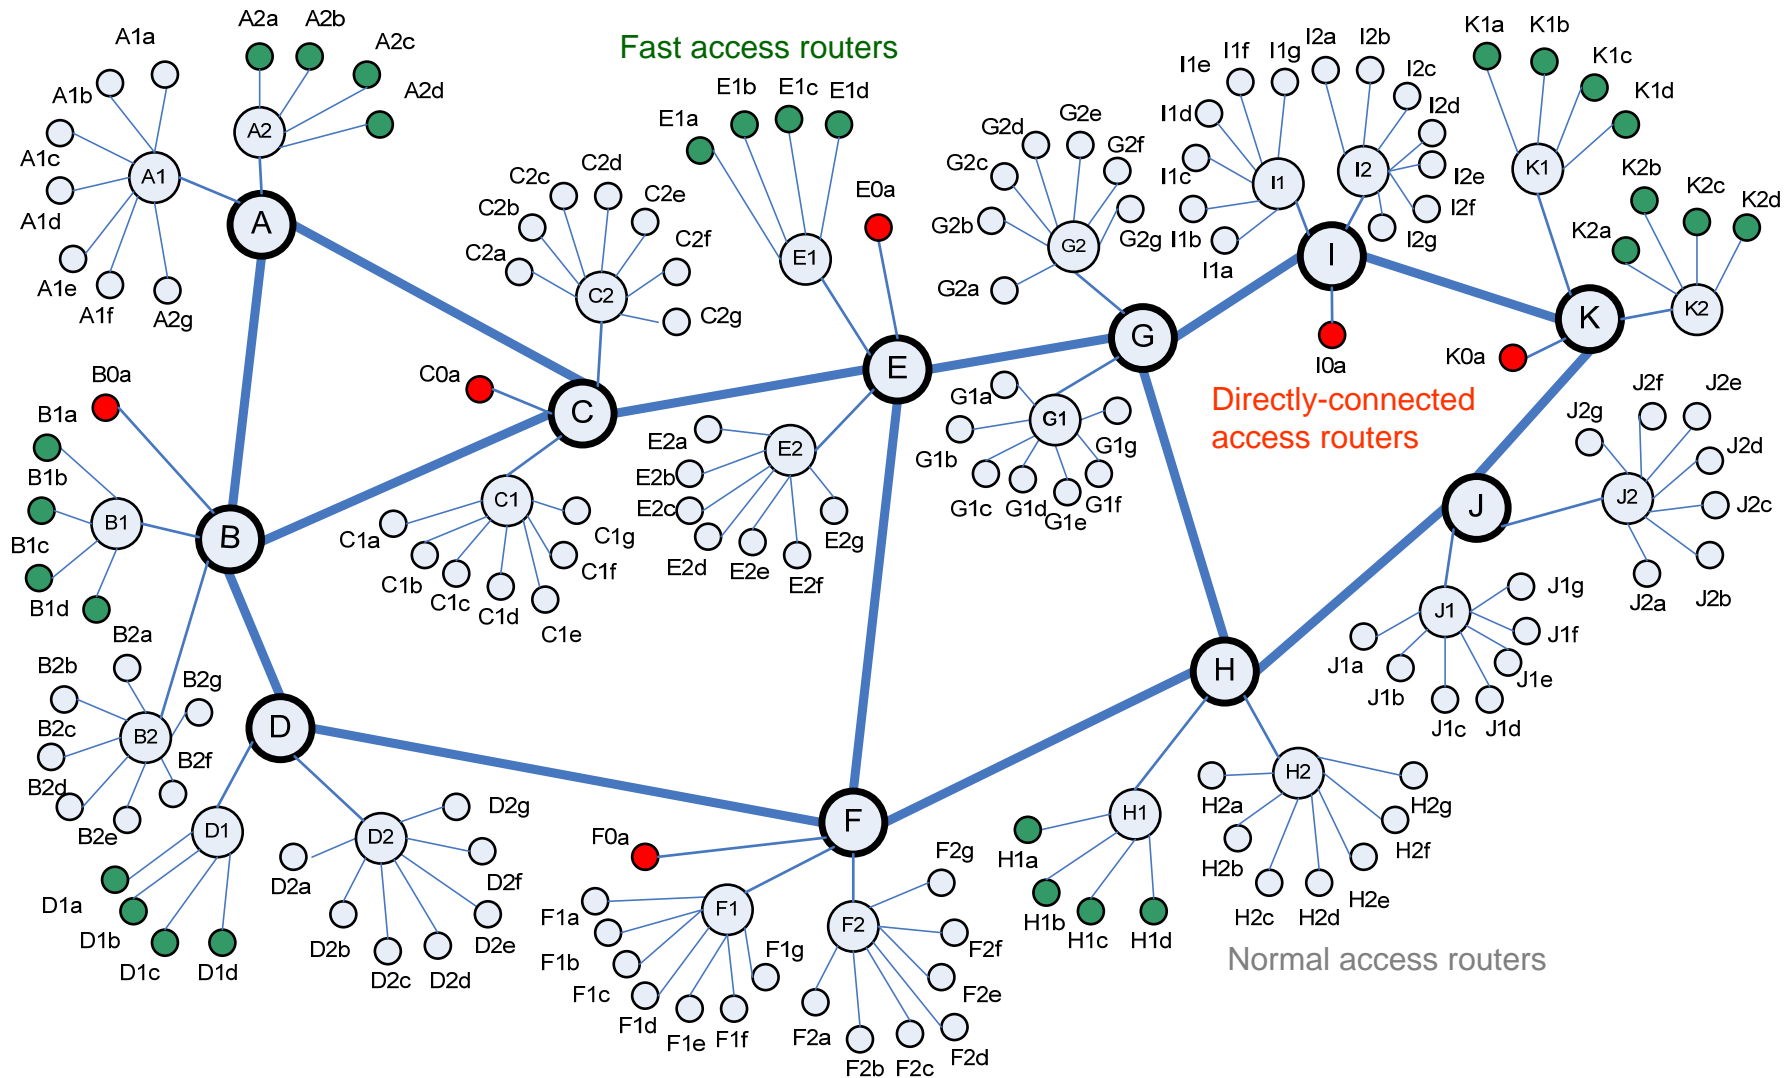 A2a
A2b
A1a
A2c
A1b
A2d
A2
A1c
A1
A1d
A
A1e
A1f
A2g
Fast access routers
E1b
E1c
E1d
E1a
E0a
E1
C2d
C2c
C2e
C2b
C2f
C2a
C2
C2g
G2e
G2d
G2f
G2c
G2b
G2
G2g
G2a
I1g
I2a
I2b
I1f
I1e
I2c
I1d
I2d
I1
I2
I2e
I1c
I2f
I1b
I2g
I1a
I
I0a
K1b
K1a
K1c
K1d
K1
K2b
K2c
K2d
K2a
K2
K
K0a
Directly-connected
access routers
G
E
C0a
C
B0a
B1a
B1b
B1
B
B1c
B1d
C1
C1g
C1a
C1f
C1b
C1c
C1d
C1e
E2a
E2
E2b
E2c
E2g
E2d
E2e
E2f
G1a
G1
G1g
G1b
G1f
G1c
G1d
G1e
J2f
J2e
J2g
J2d
J2
J2c
J
J2a
J2b
J1g
J1
J1f
J1a
J1e
J1b
J1c
J1d
B2a
B2b
B2g
B2c
B2
B2f
B2d
B2e
D
D1
D2g
D2
D2f
D2a
D1a
D1b
D2e
D2b
D1c
D1d
D2c
D2d
H
F
F0a
F2g
F1
F1a
F2
F2f
F1b
F1g
F1c
F2e
F1d
F1e
F1f
F2a
F2b
F2c
F2d
H2
H1
H2a
H2g
H1a
H2b
H2f
H2e
H1b
H1c
H1d
H2c
H2d
Normal access routers